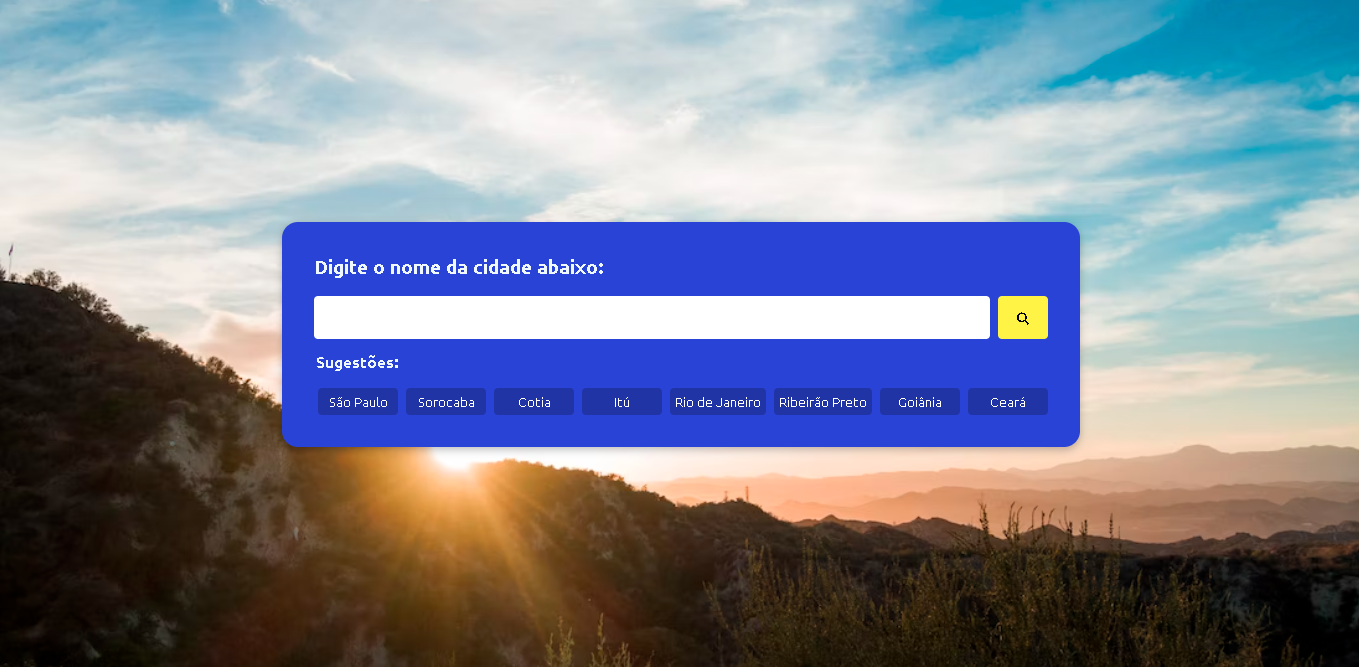 Digite o nome da cidade abaixo:
Sugestões:
São Paulo Sorocaba Cotia Itú Rio de Janeiro Ribeirão Preto Goiânia Ceará